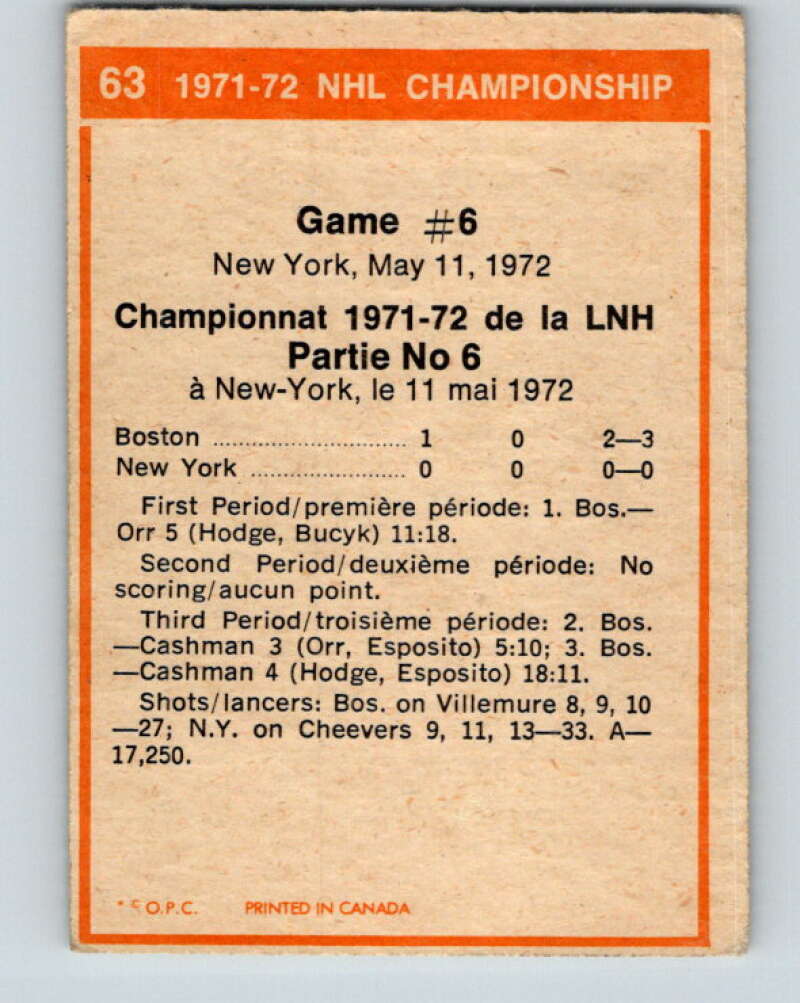 63 1971-72 NHL CHAMPIONSHIP
Game #6
New York, May 11, 1972
Championnat 1971-72 de la LNH
Partie No 6
à New-York, le 11 mai 1972
Boston .............................. 1 0 2—3
New York ........................ 0 0 0—0
First Period/première période: 1. Bos.—
Orr 5 (Hodge, Bucyk) 11:18.
Second Period/deuxième période: No
scoring/aucun point.
Third Period/troisième période: 2. Bos.
—Cashman 3 (Orr, Esposito) 5:10; 3. Bos.
—Cashman 4 (Hodge, Esposito) 18:11.
Shots/lancers: Bos. on Villemure 8, 9, 10
—27; N.Y. on Cheevers 9, 11, 13—33. A—
17,250.
* © O.P.C. PRINTED IN CANADA